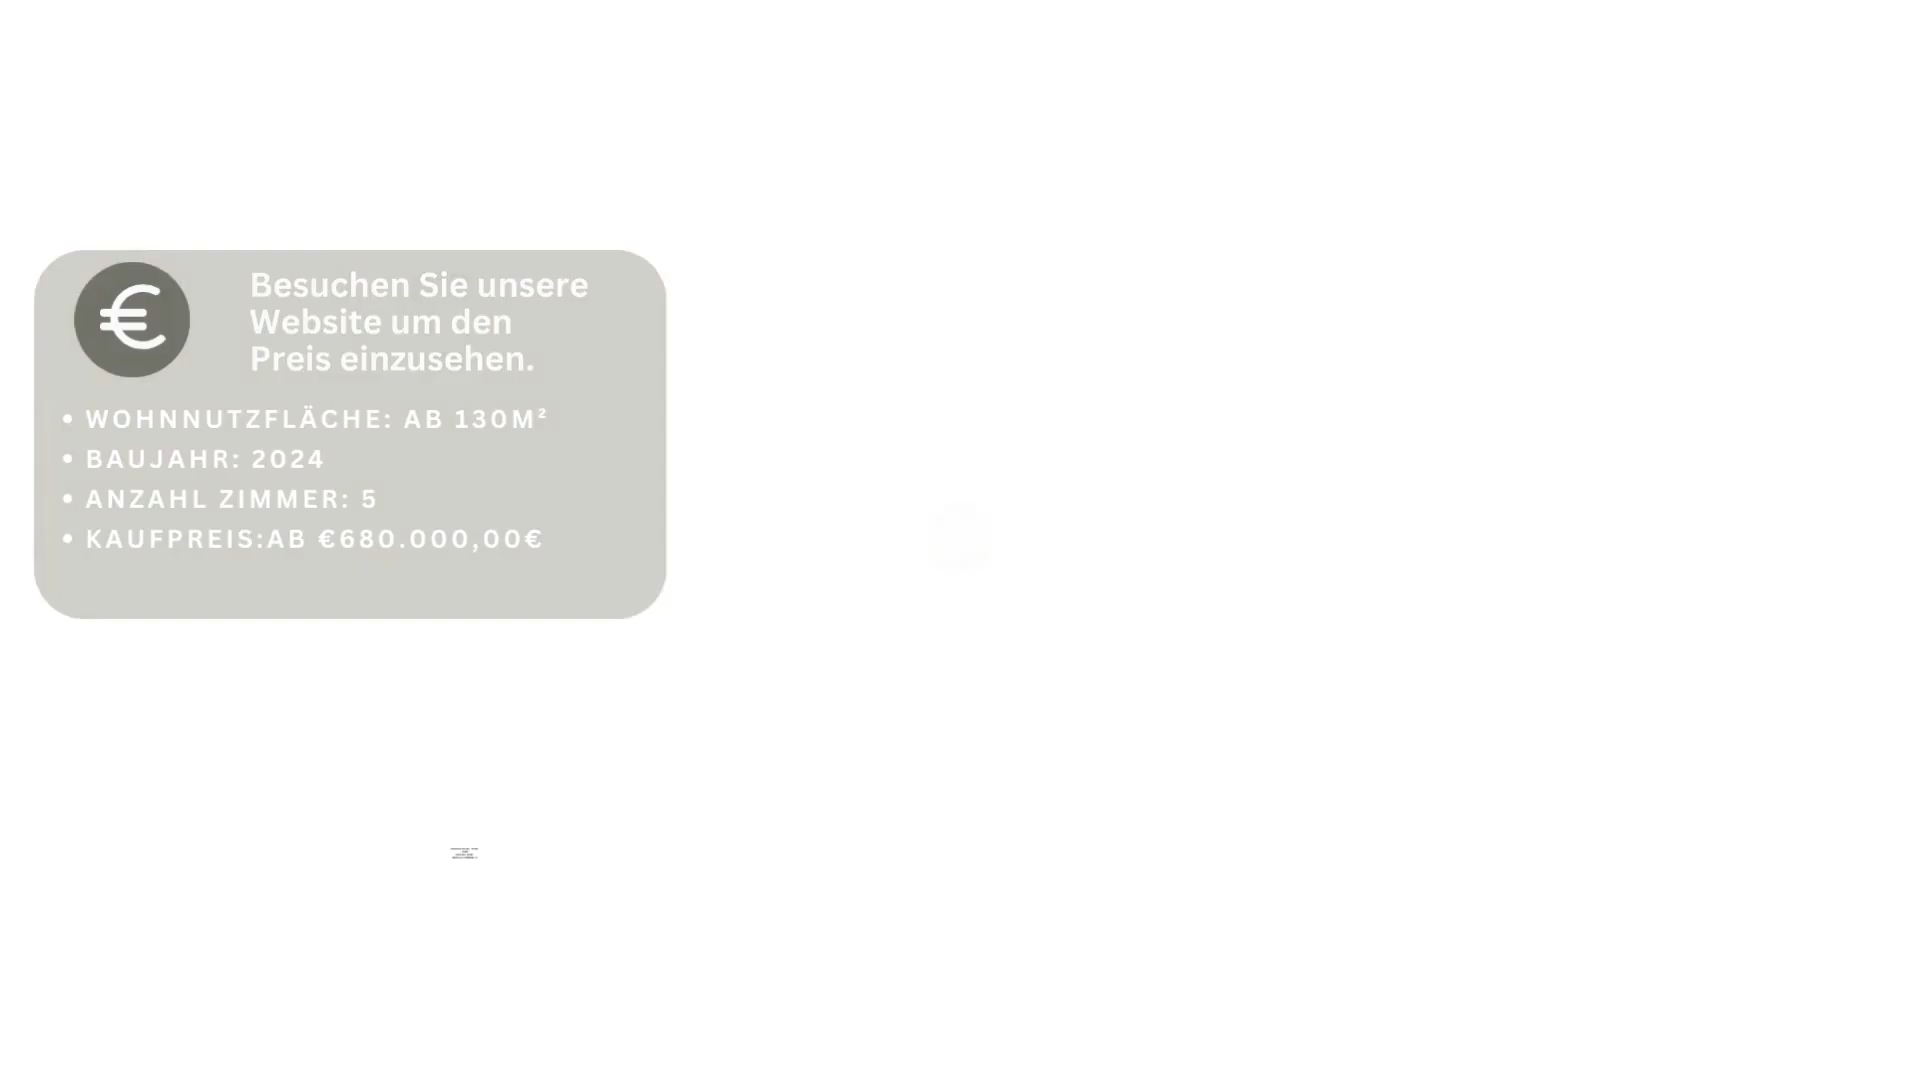 €
Besuchen Sie unsere
Website um den
Preis einzusehen.
• WOHNNUTZFLÄCHE: AB 130M²
• BAUJAHR: 2024
• ANZAHL ZIMMER: 5
• KAUFPREIS:AB €680.000,00€